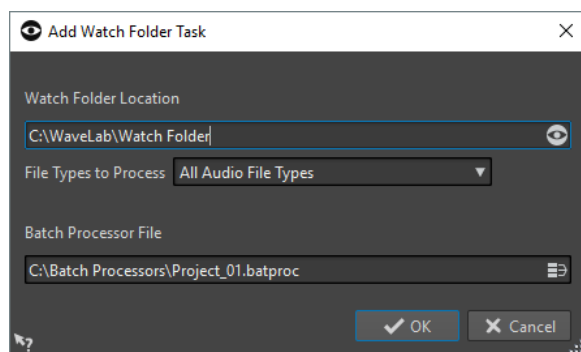 Add Watch Folder Task
Watch Folder Location
C:\WaveLab\Watch Folder
File Types to Process All Audio File Types
Batch Processor File
C:\Batch Processors\Project_01.batproc
OK Cancel
?